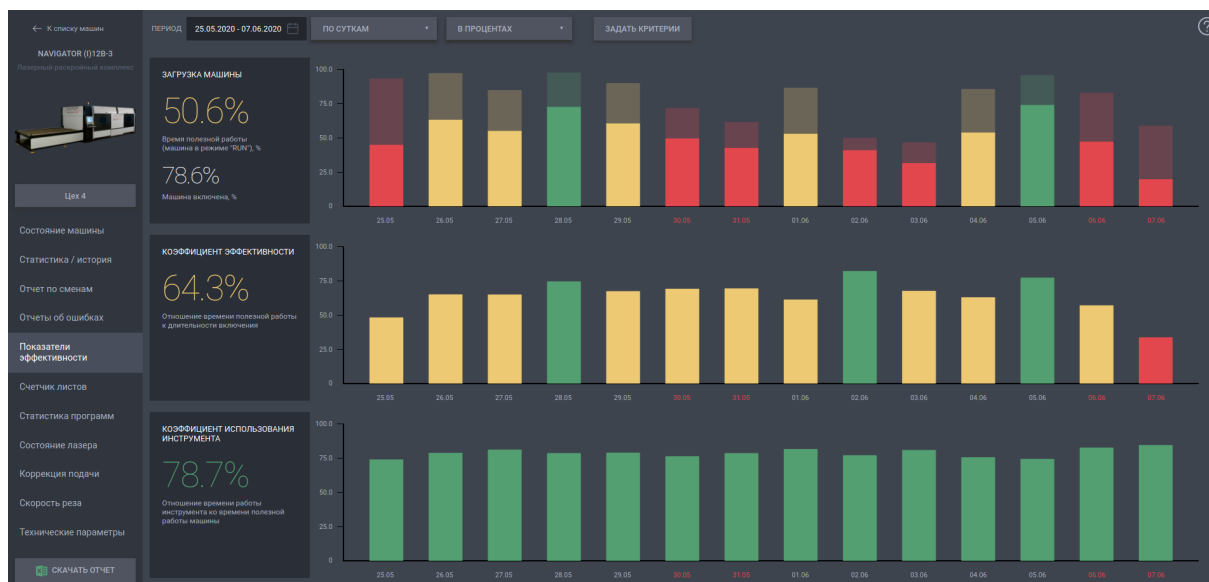 ← К списку машин
NAVIGATOR (I)12B-3
Лазерный раскройный комплекс
Цех 4
Состояние машины
Статистика / история
Отчет по сменам
Отчеты об ошибках
Показатели
эффективности
Счетчик листов
Статистика программ
Состояние лазера
Коррекция подачи
Скорость реза
Технические параметры
СКАЧАТЬ ОТЧЕТ
ПЕРИОД 25.05.2020 - 07.06.2020 ПО СУТКАМ В ПРОЦЕНТАХ ЗАДАТЬ КРИТЕРИИ ?
ЗАГРУЗКА МАШИНЫ
50.6%
Время полезной работы
(машина в режиме "RUN"), %
78.6%
Машина включена, %
100.0
75.0
50.0
25.0
0
25.05 26.05 27.05 28.05 29.05 30.05 31.05 01.06 02.06 03.06 04.06 05.06 06.06 07.06
КОЭФФИЦИЕНТ ЭФФЕКТИВНОСТИ
64.3%
Отношение времени полезной работы
к длительности включения
100.0
75.0
50.0
25.0
0
25.05 26.05 27.05 28.05 29.05 30.05 31.05 01.06 02.06 03.06 04.06 05.06 06.06 07.06
КОЭФФИЦИЕНТ ИСПОЛЬЗОВАНИЯ
ИНСТРУМЕНТА
78.7%
Отношение времени работы
инструмента ко времени полезной
работы машины
100.0
75.0
50.0
25.0
0
25.05 26.05 27.05 28.05 29.05 30.05 31.05 01.06 02.06 03.06 04.06 05.06 06.06 07.06